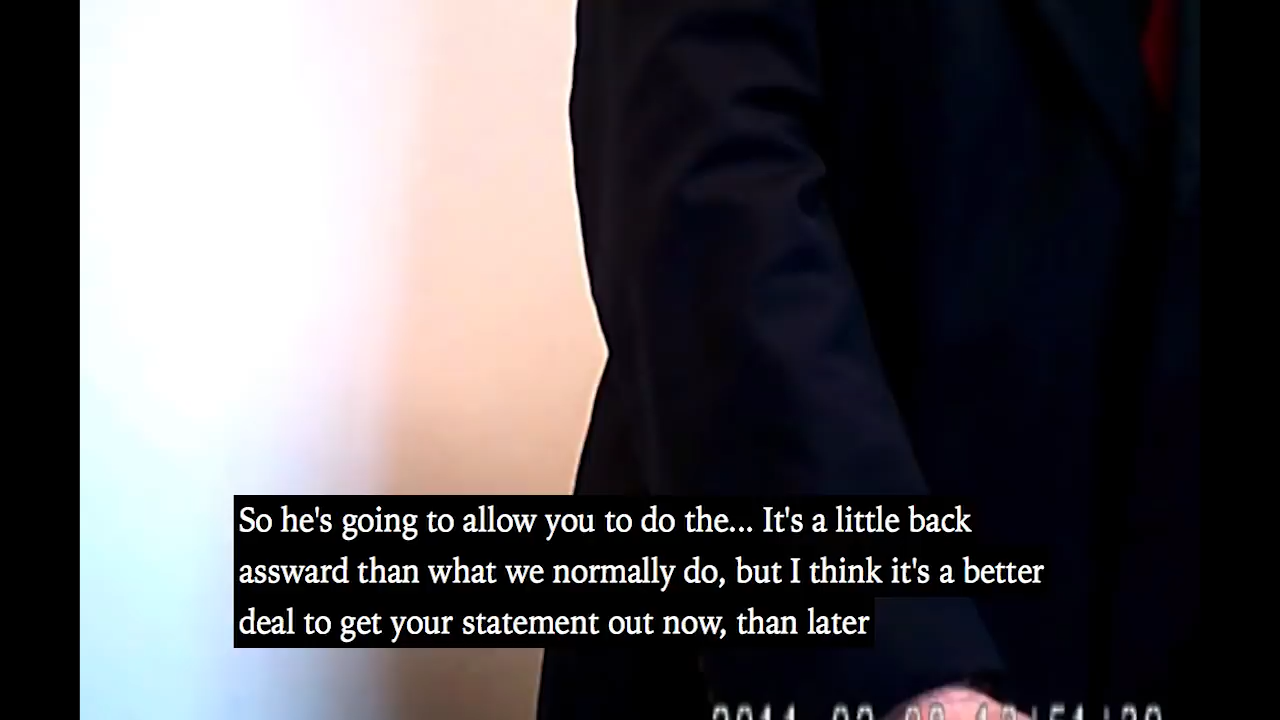 So he's going to allow you to do the... It's a little back
assward than what we normally do, but I think it's a better
deal to get your statement out now, than later